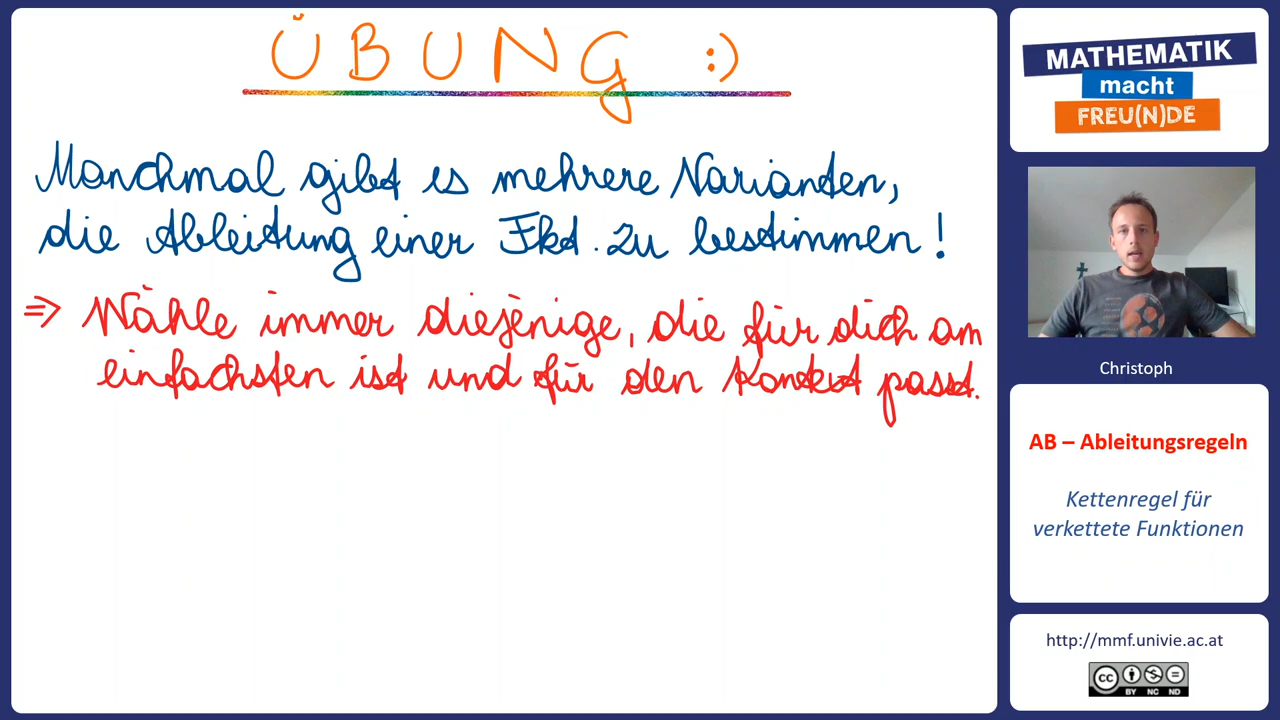 ÜBUNG :)
Manchmal gibt es mehrere Varianten,
die Ableitung einer Fkt. zu bestimmen!
=> Wähle immer diejenige, die für dich am
einfachsten ist und für den Kontext passt.
MATHEMATIK
macht
FREU(N)DE
Christoph
AB – Ableitungsregeln
Kettenregel für
verkettete Funktionen
http://mmf.univie.ac.at
cc
BY NC ND